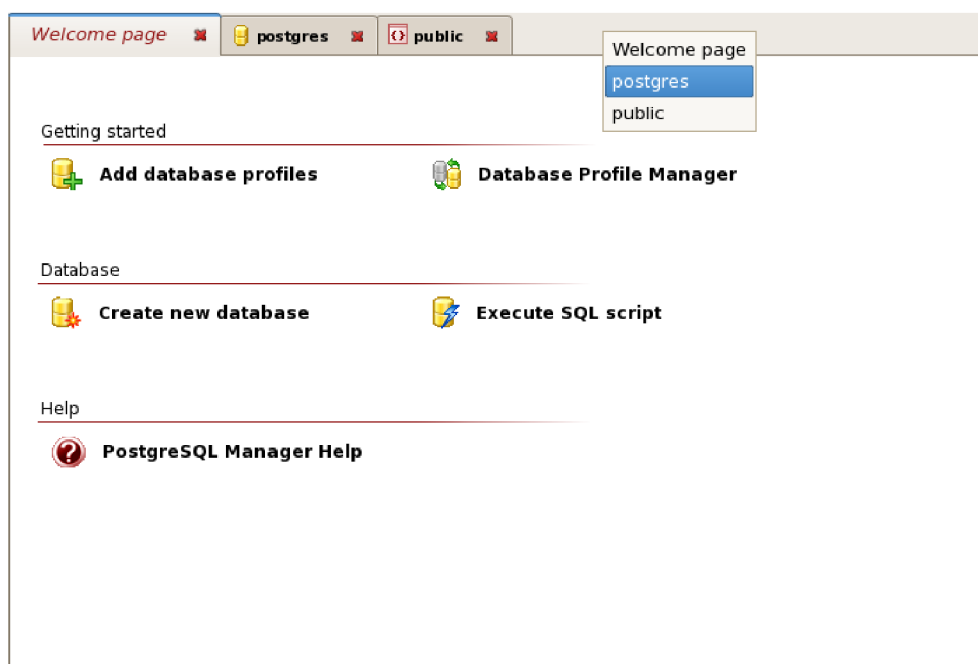 Welcome page
postgres
public
Welcome page
postgres
public
Getting started
Add database profiles
Database Profile Manager
Database
Create new database
Execute SQL script
Help
PostgreSQL Manager Help